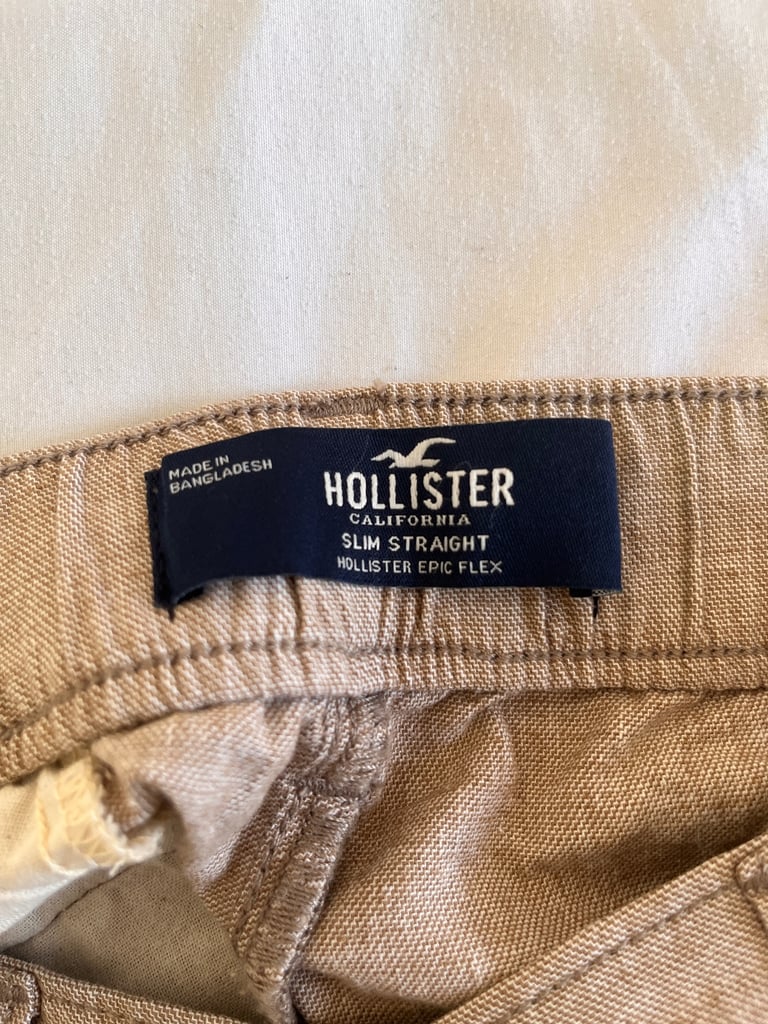 MADE IN
BANGLADESH
HOLLISTER
CALIFORNIA
SLIM STRAIGHT
HOLLISTER EPIC FLEX